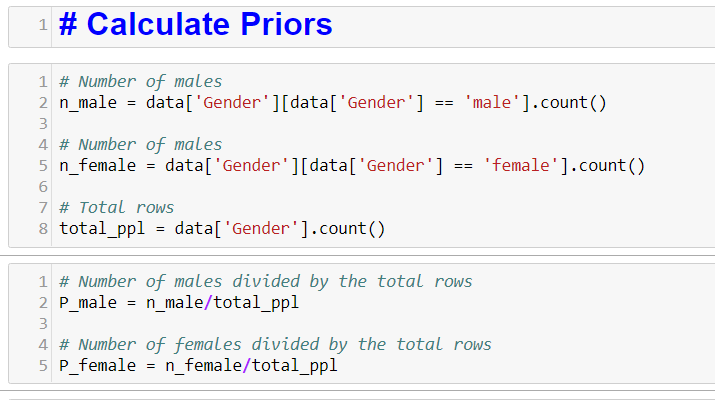 1 # Calculate Priors
1 # Number of males
2 n_male = data['Gender'][data['Gender'] == 'male'].count()
3
4 # Number of males
5 n_female = data['Gender'][data['Gender'] == 'female'].count()
6
7 # Total rows
8 total_ppl = data['Gender'].count()
1 # Number of males divided by the total rows
2 P_male = n_male/total_ppl
3
4 # Number of females divided by the total rows
5 P_female = n_female/total_ppl